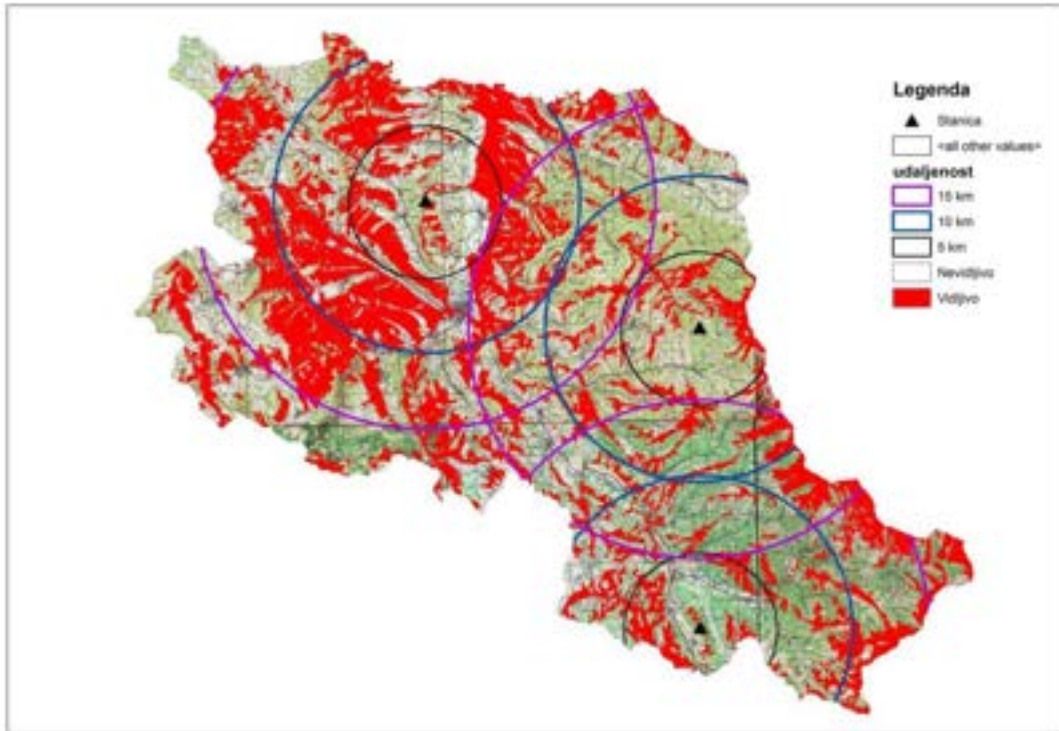 Legenda
Stanica
<all other values>
udaljenost
15 km
10 km
5 km
Nevidljivo
Vidljivo